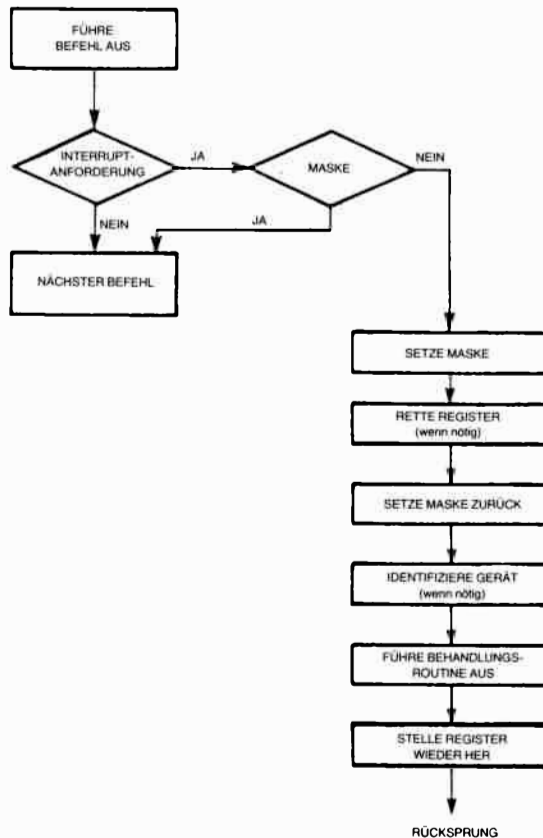 FÜHRE
BEFEHL AUS
INTERRUPT-
ANFORDERUNG
JA
MASKE
NEIN
NEIN
JA
NÄCHSTER BEFEHL
SETZE MASKE
RETTE REGISTER
(wenn nötig)
SETZE MASKE ZURÜCK
IDENTIFIZIERE GERÄT
(wenn nötig)
FÜHRE BEHANDLUNGS-
ROUTINE AUS
STELLE REGISTER
WIEDER HER
RÜCKSPRUNG